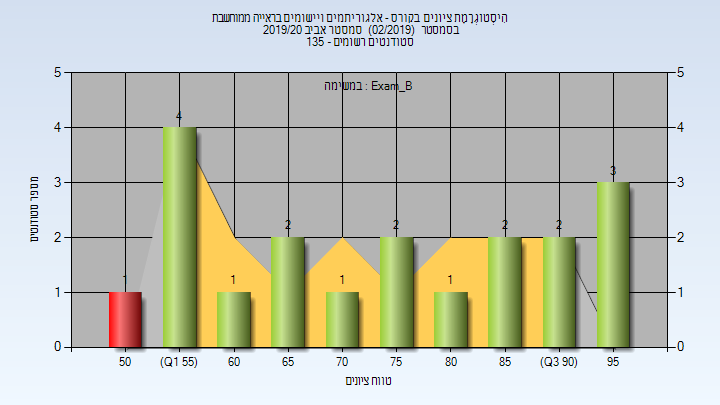 היסטוגרמת ציונים בקורס - אלגוריתמים ויישומים בראייה ממוחשבת
בסמסטר (02/2019) סמסטר אביב 2019/20
סטודנטים רשומים - 135
במשימה : Exam_B
5 5
4 4 4
3 3 3
2 2 2 2 2 2
1 1 1 1 1 1
0 0
50 (Q1 55) 60 65 70 75 80 85 (Q3 90) 95
מספר סטודנטים
טווח ציונים